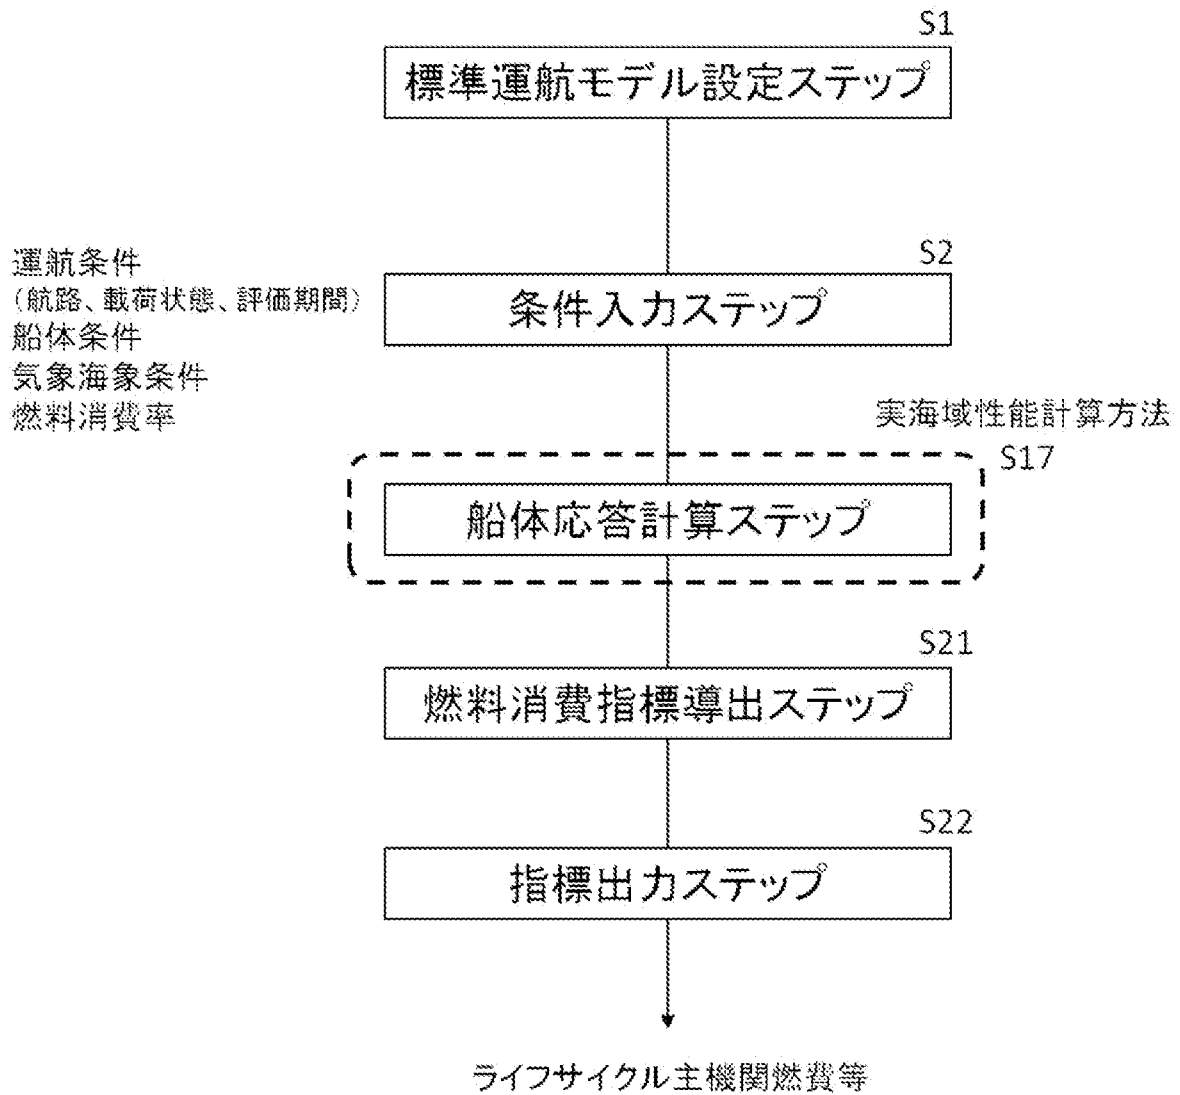 S1
標準運航モデル設定ステップ
運航条件
（航路、載荷状態、評価期間）
船体条件
気象海象条件
燃料消費率
S2
条件入力ステップ
実海域性能計算方法
S17
船体応答計算ステップ
S21
燃料消費指標導出ステップ
S22
指標出力ステップ
ライフサイクル主機関燃費等